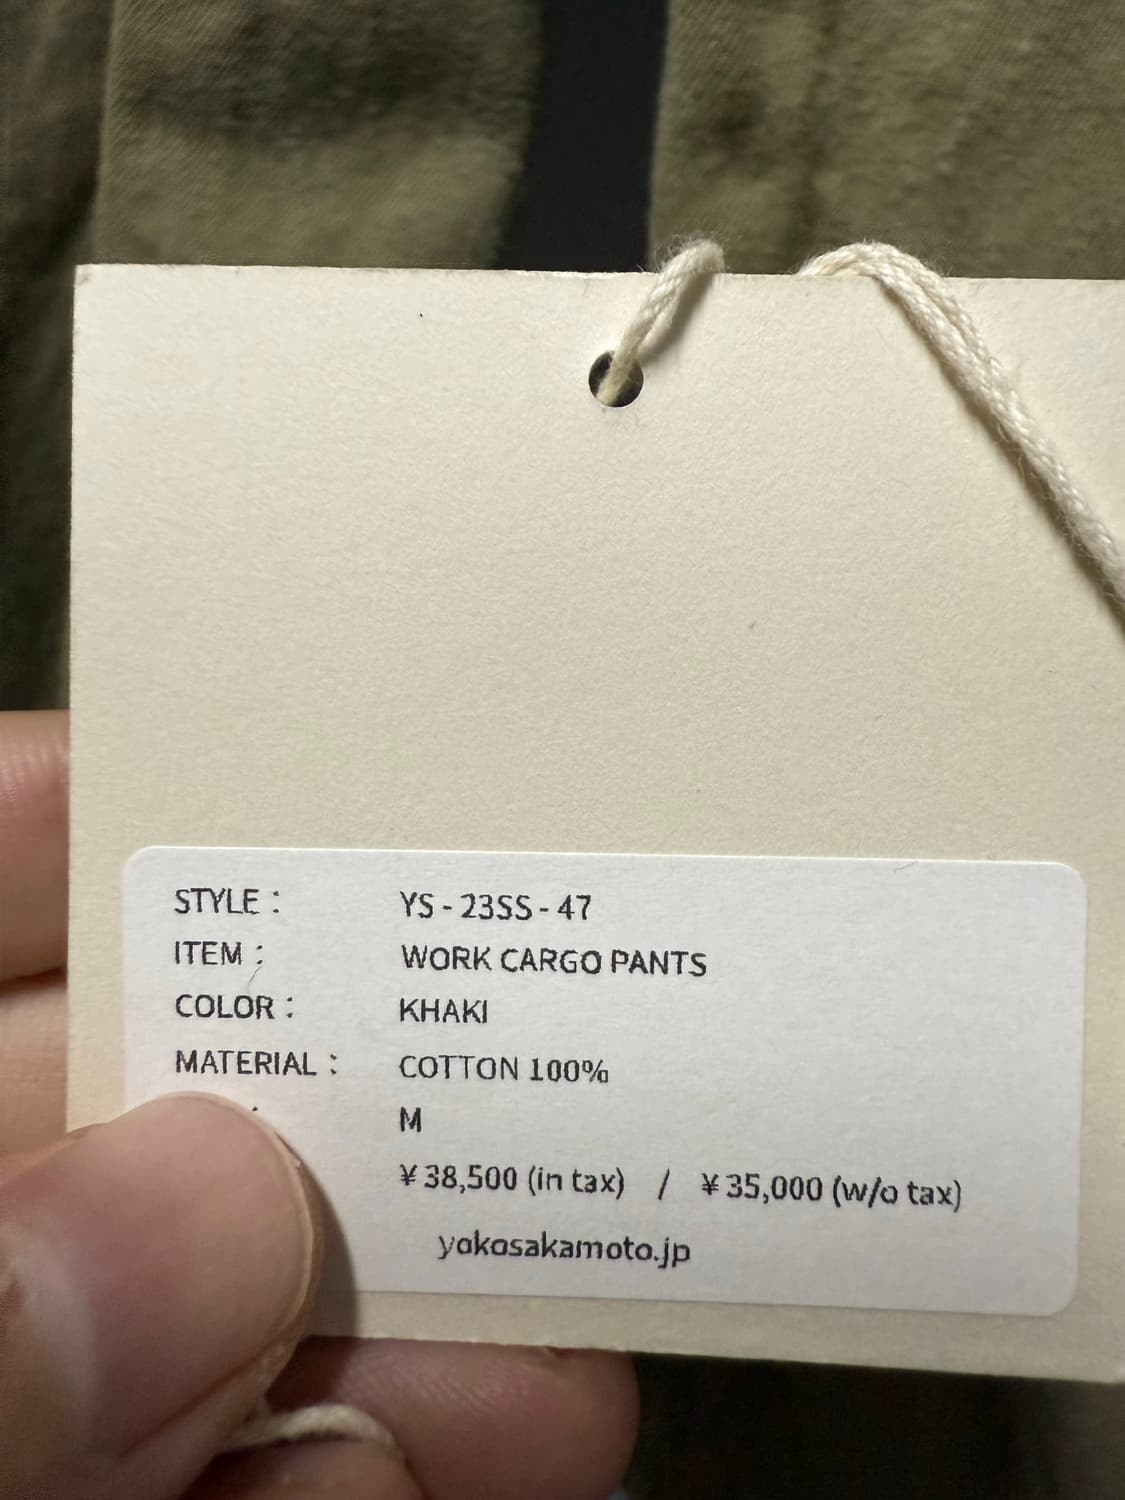 STYLE : YS - 23SS - 47
ITEM : WORK CARGO PANTS
COLOR : KHAKI
MATERIAL : COTTON 100%
M
¥ 38,500 (in tax) / ¥ 35,000 (w/o tax)
yokosakamoto.jp